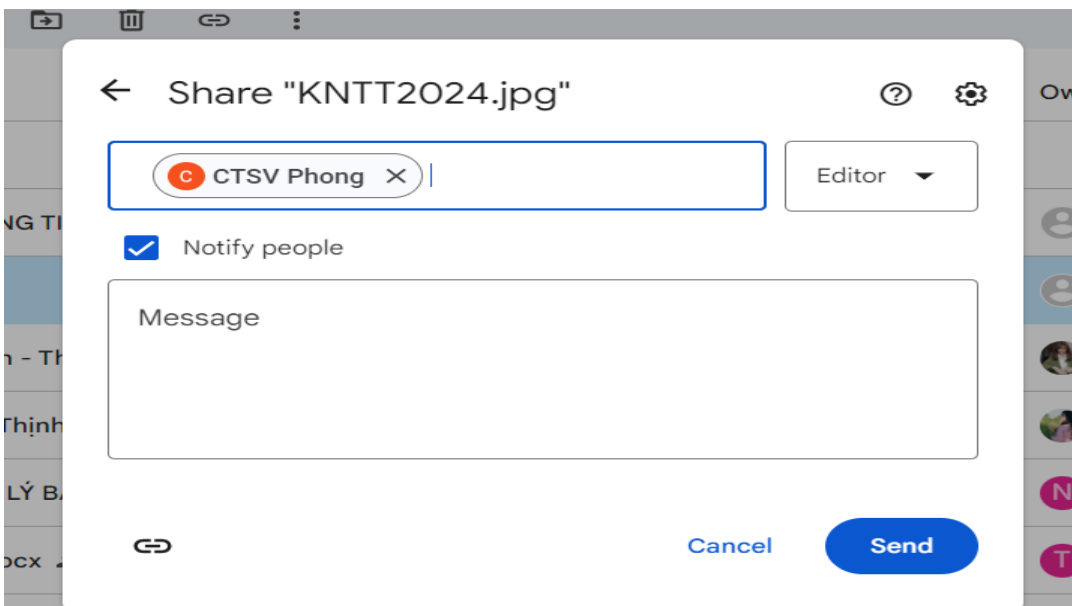 Share "KNTT2024.jpg"
Ow
C CTSV Phong
Editor
NG TI
Notify people
Message
n - Th
Thịnh
LÝ BA
N
Cancel
Send
ocx
T